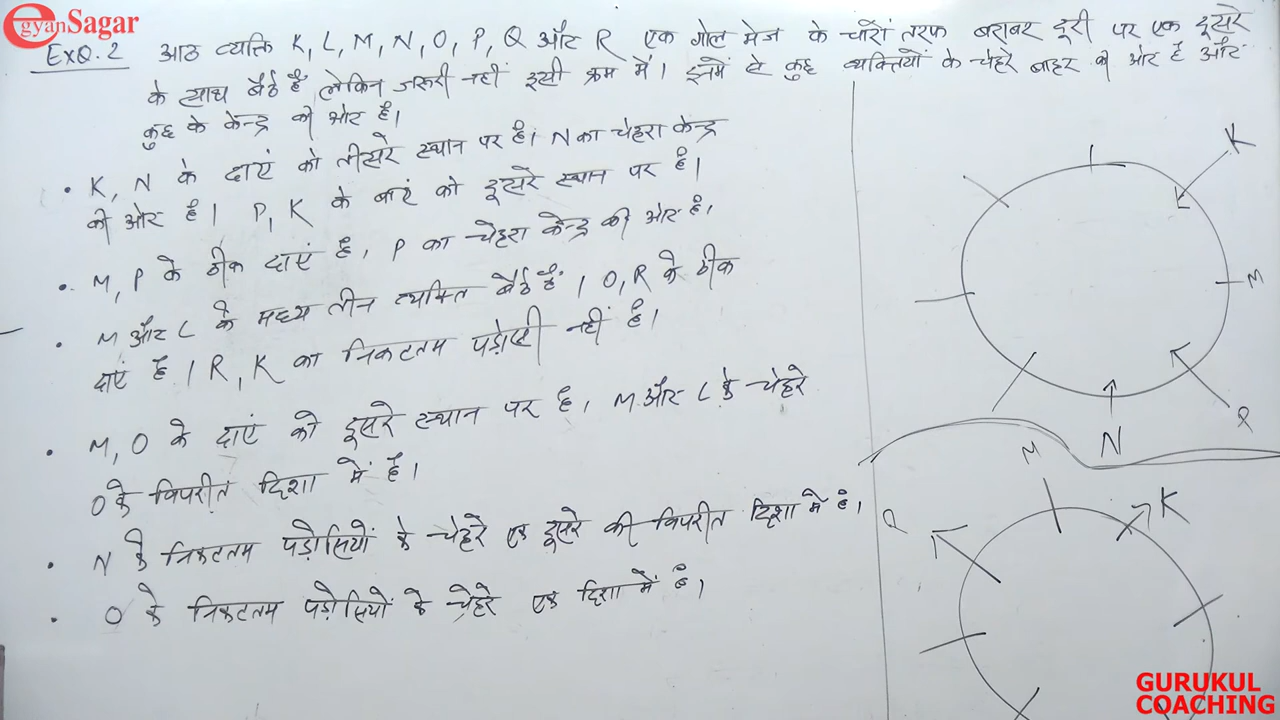 egyanSagar
ExQ.2 आठ व्यक्ति K, L, M, N, O, P, Q और R एक गोल मेज के चारों तरफ बराबर दूरी पर एक दूसरे
के साथ बैठे हैं लेकिन जरूरी नहीं इसी क्रम में। इनमें से कुछ व्यक्तियों के चेहरे बाहर की ओर हैं और
कुछ के केन्द्र की ओर है।
• K, N के दाएं को तीसरे स्थान पर है। N का चेहरा केन्द्र
की ओर है। P, K के बाएं को दूसरे स्थान पर है।
• M, P के ठीक दाएं है, P का चेहरा केन्द्र की ओर है,
• M और L के मध्य तीन व्यक्ति बैठे हैं, O, R के ठीक
दाएं है। R, K का निकटतम पड़ोसी नहीं है।
• M, O के दाएं को दूसरे स्थान पर है, M और L के चेहरे
O के विपरीत दिशा में है।
• N के निकटतम पड़ोसियों के चेहरे एक दूसरे की विपरीत दिशा में है।
• O के निकटतम पड़ोसियों के चेहरे एक दिशा में है।
K
M
N
M
K
GURUKUL
COACHING